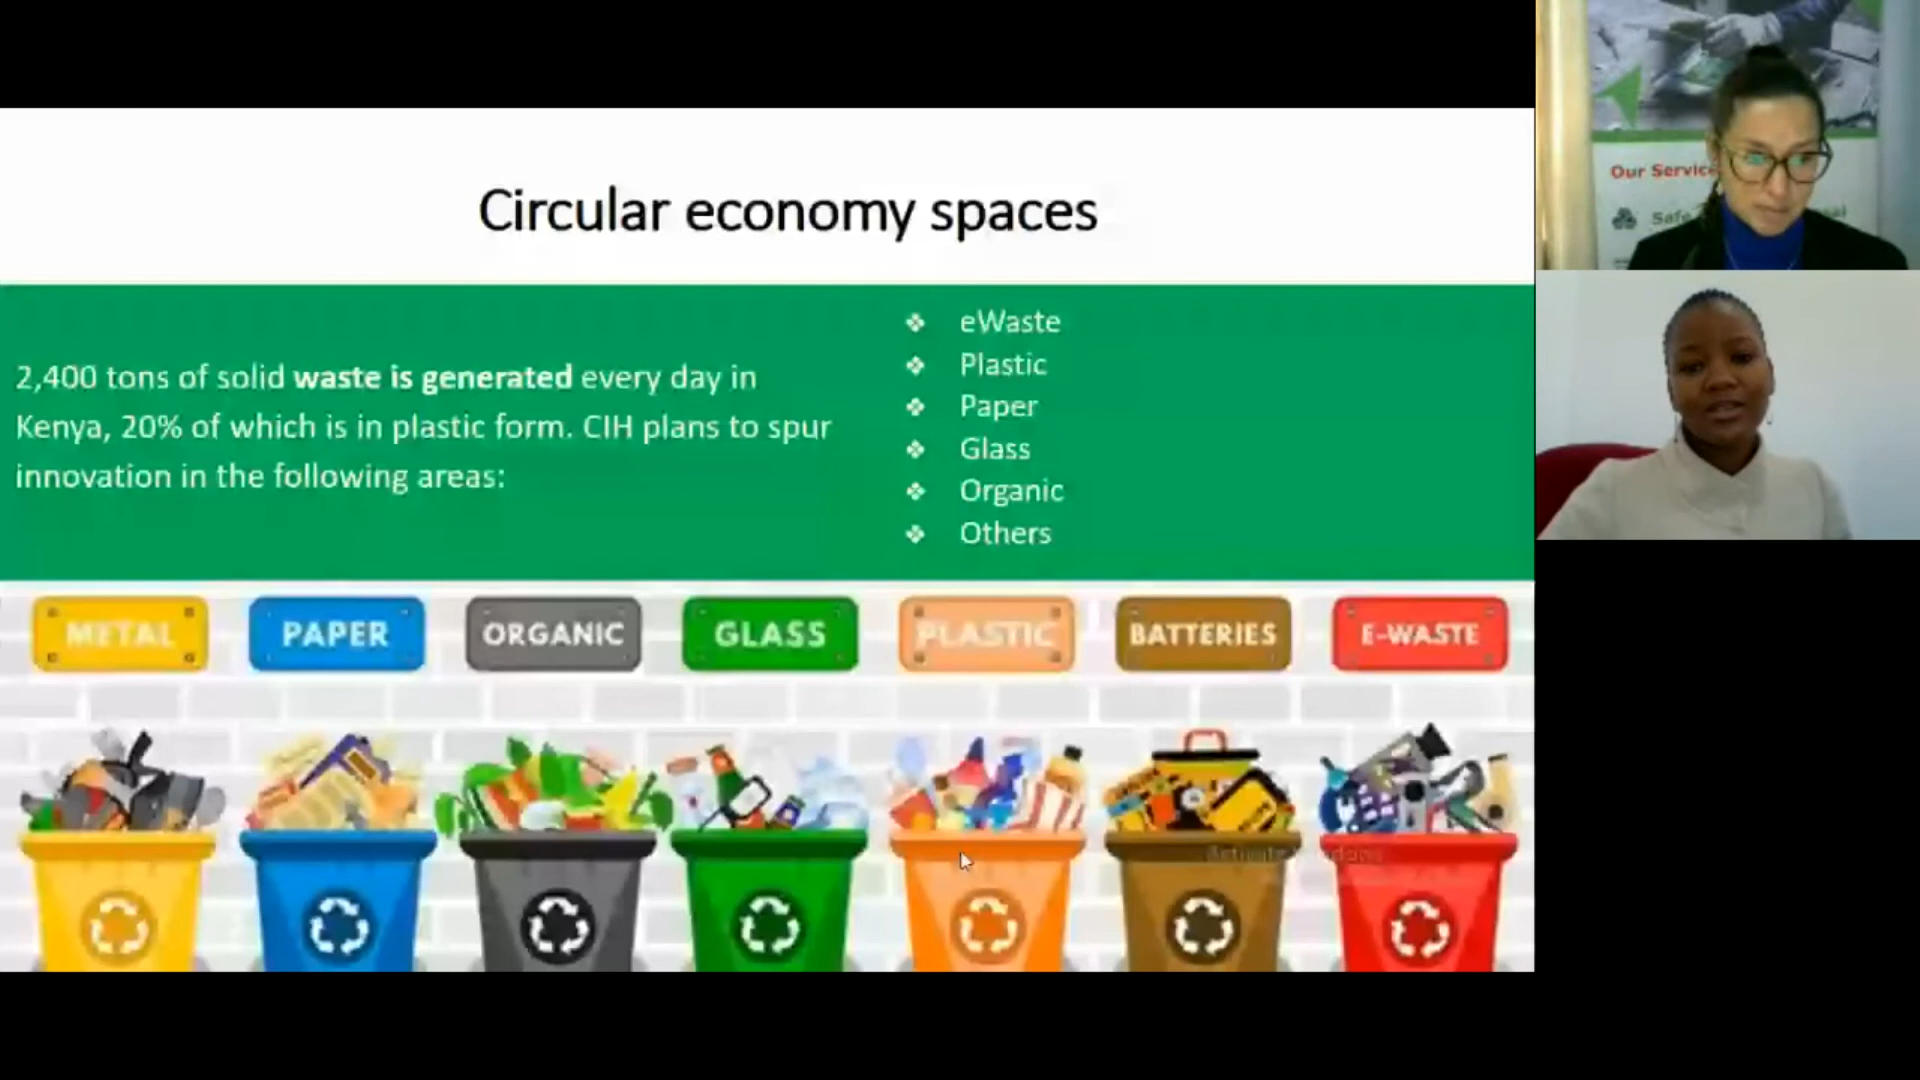 Circular economy spaces
2,400 tons of solid waste is generated every day in
Kenya, 20% of which is in plastic form. CIH plans to spur
innovation in the following areas:
❖ eWaste
❖ Plastic
❖ Paper
❖ Glass
❖ Organic
❖ Others
METAL
PAPER
ORGANIC
GLASS
PLASTIC
BATTERIES
E-WASTE
Activate
Our Service
Safe